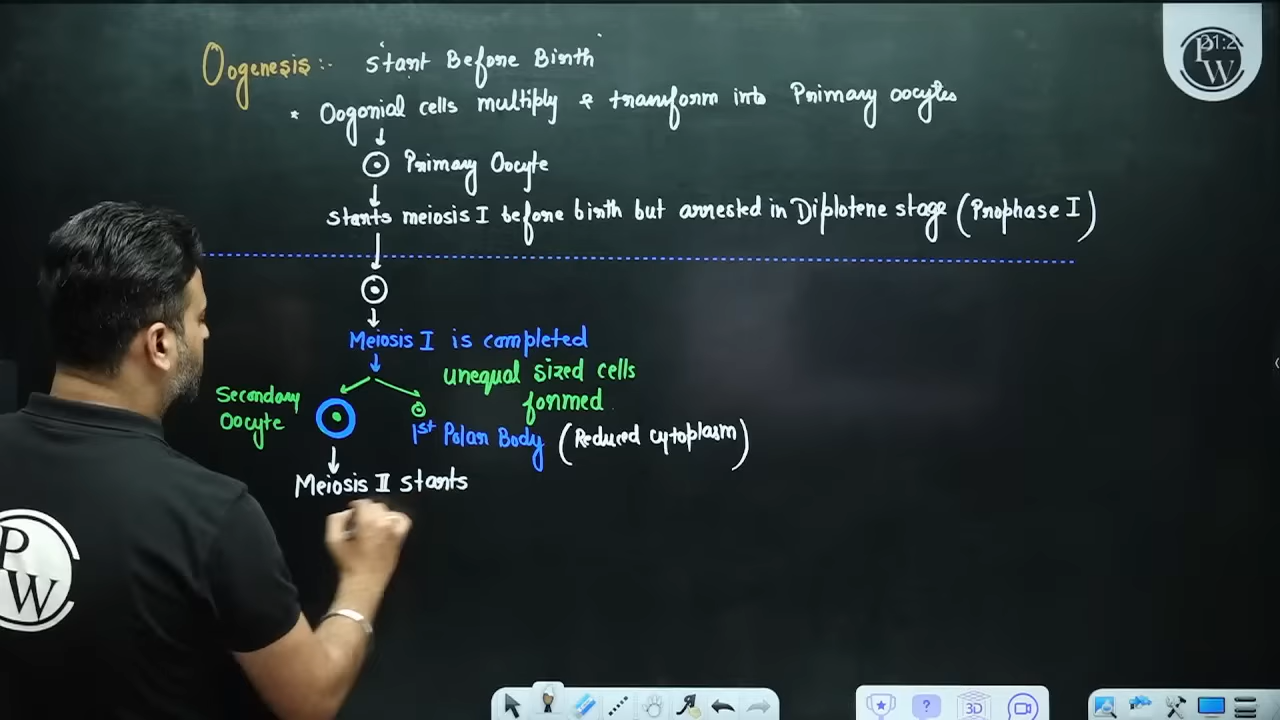 Oogenesis:- "Start Before Birth"
* Oogonial cells multiply & transform into Primary oocytes
Primary Oocyte
starts meiosis I before birth but arrested in Diplotene stage (Prophase I)
Meiosis I is completed
unequal sized cells
formed
Secondary
Oocyte
1st Polar Body (Reduced cytoplasm)
Meiosis II starts
P
W
P
W
3D
?